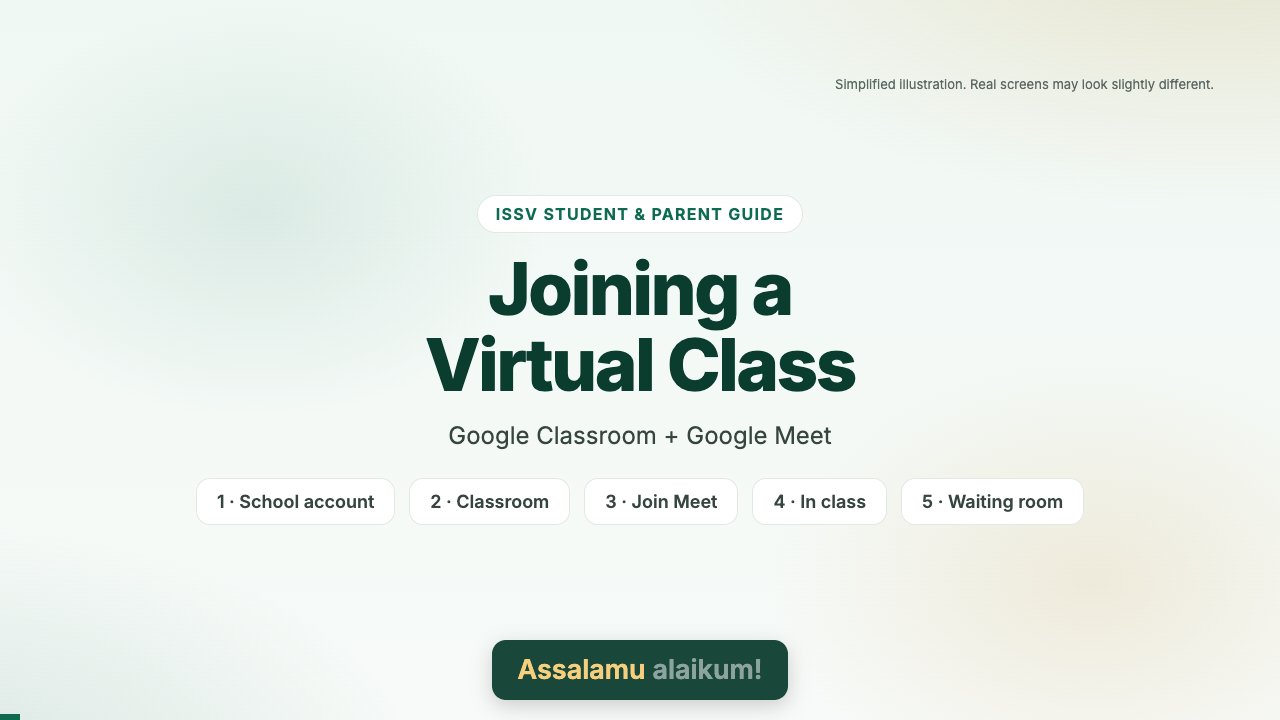 Simplified illustration. Real screens may look slightly different.
ISSV STUDENT & PARENT GUIDE
Joining a
Virtual Class
Google Classroom + Google Meet
1 · School account
2 · Classroom
3 · Join Meet
4 · In class
5 · Waiting room
Assalamu alaikum!